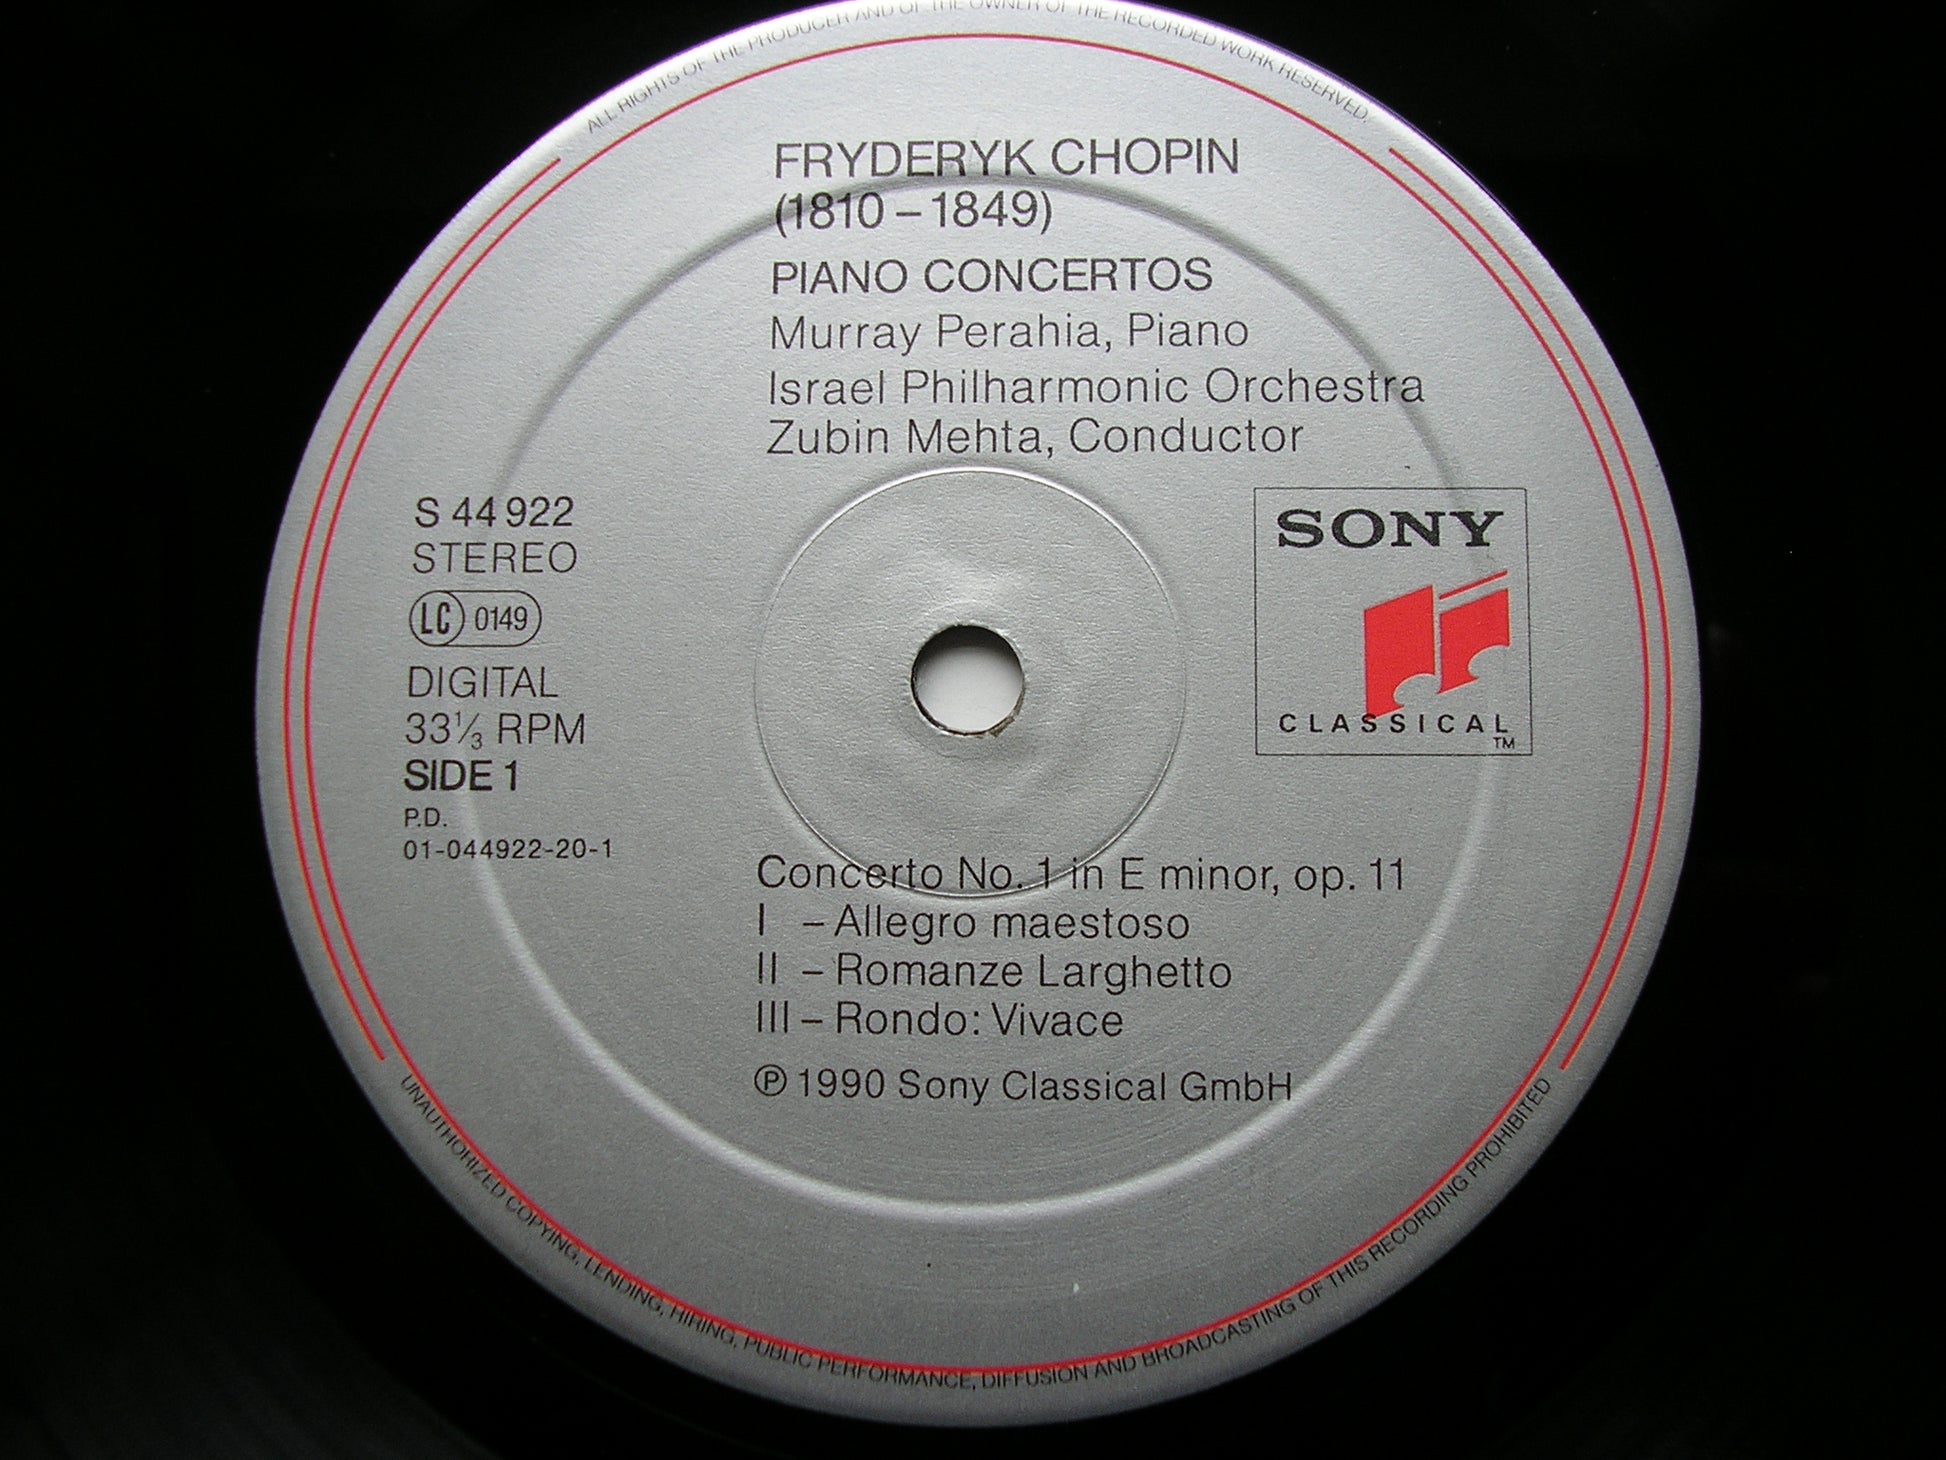 ALL RIGHTS OF THE PRODUCER AND OF THE OWNER OF THE RECORDED WORK RESERVED.
FRYDERYK CHOPIN
(1810 – 1849)
PIANO CONCERTOS
Murray Perahia, Piano
Israel Philharmonic Orchestra
Zubin Mehta, Conductor
S 44 922
STEREO
LC 0149
DIGITAL
33⅓ RPM
SIDE 1
P.D.
01-044922-20-1
SONY
CLASSICAL
TM
Concerto No. 1 in E minor, op. 11
I – Allegro maestoso
II – Romanze Larghetto
III – Rondo: Vivace
℗ 1990 Sony Classical GmbH
UNAUTHORIZED COPYING, LENDING, HIRING, PUBLIC PERFORMANCE, DIFFUSION AND BROADCASTING OF THIS RECORDING PROHIBITED